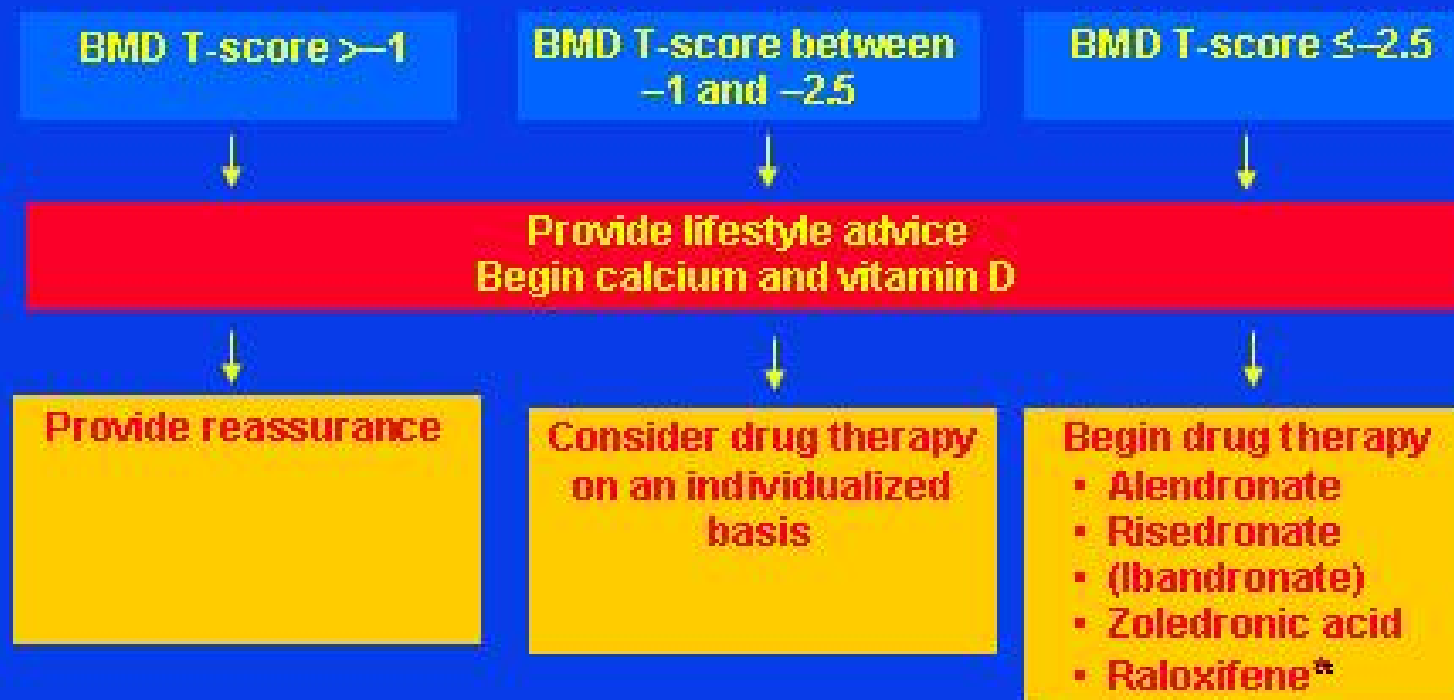 BMD T-score >–1
BMD T-score between
–1 and –2.5
BMD T-score ≤–2.5
Provide lifestyle advice
Begin calcium and vitamin D
Provide reassurance
Consider drug therapy
on an individualized
basis
Begin drug therapy
• Alendronate
• Risedronate
• (Ibandronate)
• Zoledronic acid
• Raloxifene*